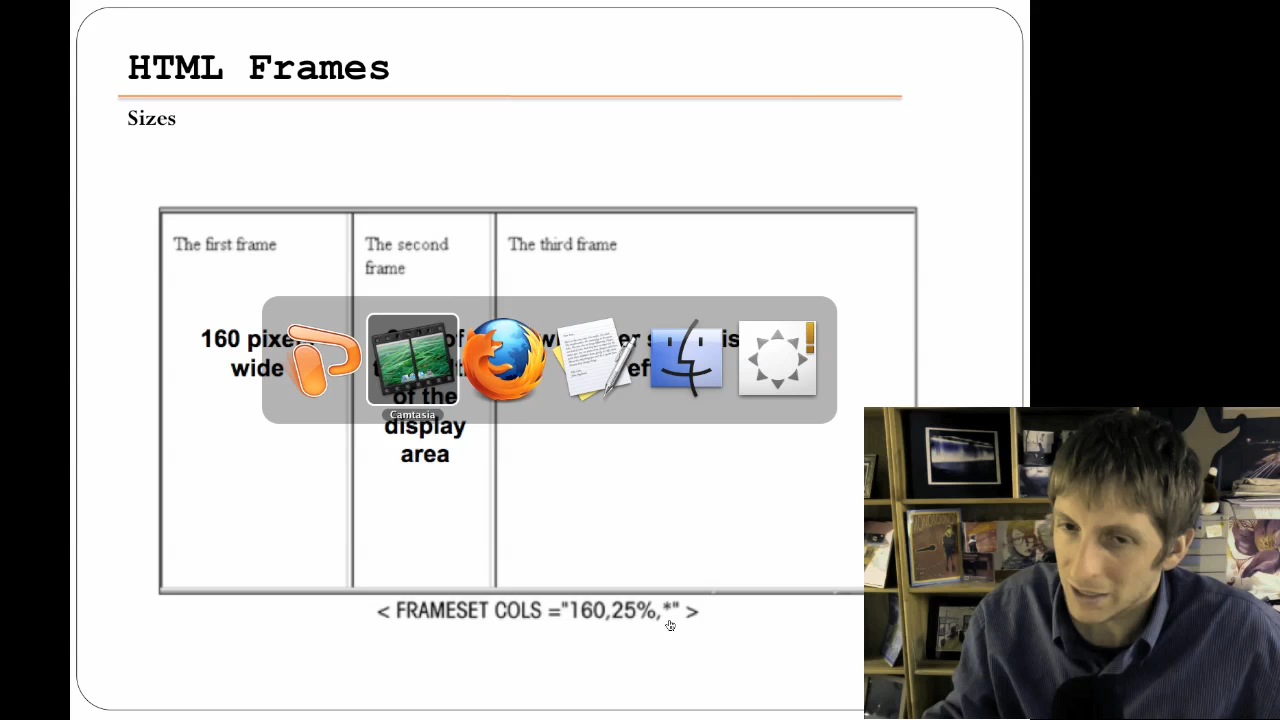 HTML Frames
Sizes
The first frame
The second
frame
The third frame
160 pixels
wide
of the
display
area
Camtasia
< FRAMESET COLS ="160,25%,*" >